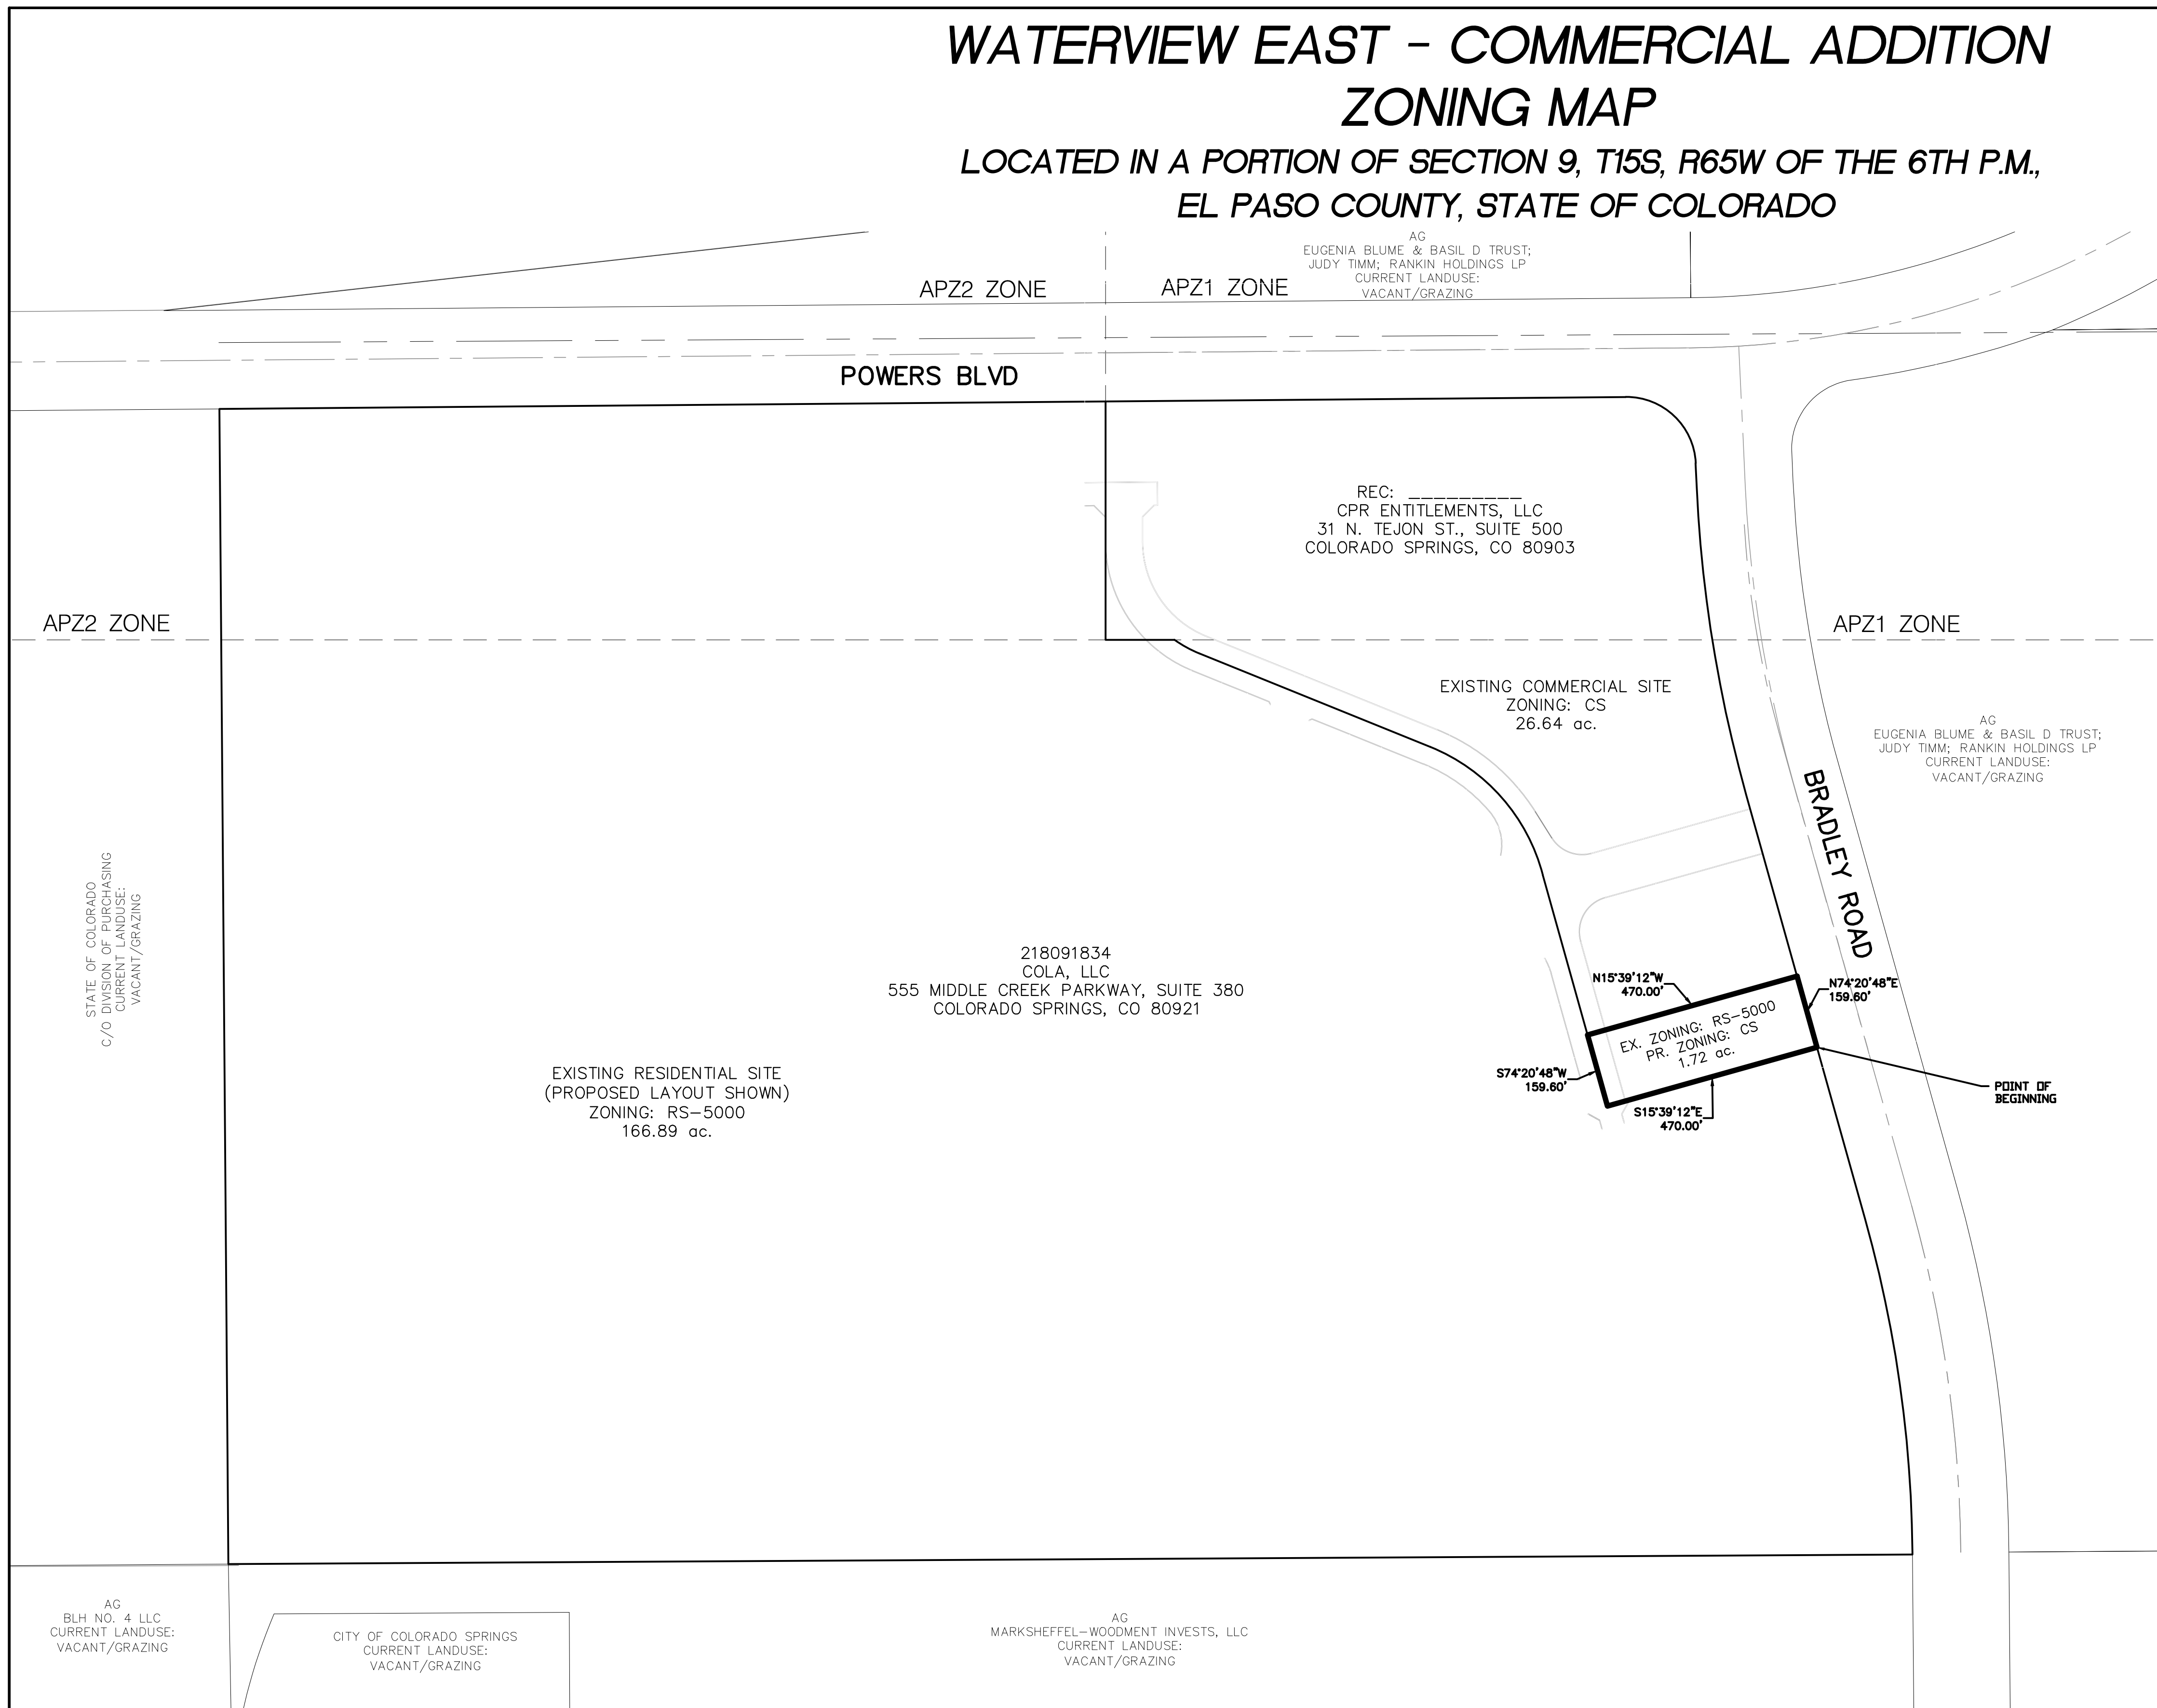 WATERVIEW EAST - COMMERCIAL ADDITION
ZONING MAP
LOCATED IN A PORTION OF SECTION 9, T15S, R65W OF THE 6TH P.M.,
EL PASO COUNTY, STATE OF COLORADO
AG
EUGENIA BLUME & BASIL D TRUST;
JUDY TIMM; RANKIN HOLDINGS LP
CURRENT LANDUSE:
VACANT/GRAZING
APZ2 ZONE
APZ1 ZONE
POWERS BLVD
REC: _________
CPR ENTITLEMENTS, LLC
31 N. TEJON ST., SUITE 500
COLORADO SPRINGS, CO 80903
APZ2 ZONE
APZ1 ZONE
EXISTING COMMERCIAL SITE
ZONING: CS
26.64 ac.
AG
EUGENIA BLUME & BASIL D TRUST;
JUDY TIMM; RANKIN HOLDINGS LP
CURRENT LANDUSE:
VACANT/GRAZING
BRADLEY ROAD
STATE OF COLORADO
C/O DIVISION OF PURCHASING
CURRENT LANDUSE:
VACANT/GRAZING
218091834
COLA, LLC
555 MIDDLE CREEK PARKWAY, SUITE 380
COLORADO SPRINGS, CO 80921
N15°39'12"W
470.00'
N74°20'48"E
159.60'
EX. ZONING: RS-5000
PR. ZONING: CS
1.72 ac.
S74°20'48"W
159.60'
S15°39'12"E
470.00'
POINT OF
BEGINNING
EXISTING RESIDENTIAL SITE
(PROPOSED LAYOUT SHOWN)
ZONING: RS-5000
166.89 ac.
AG
BLH NO. 4 LLC
CURRENT LANDUSE:
VACANT/GRAZING
CITY OF COLORADO SPRINGS
CURRENT LANDUSE:
VACANT/GRAZING
AG
MARKSHEFFEL-WOODMENT INVESTS, LLC
CURRENT LANDUSE:
VACANT/GRAZING